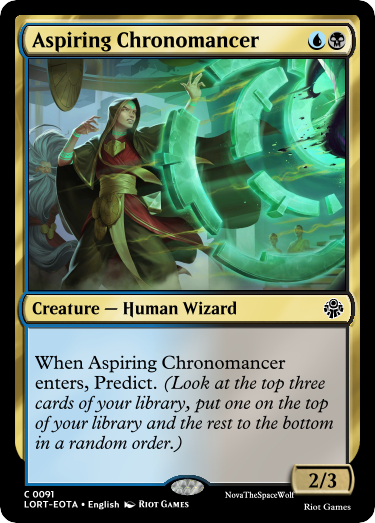 Aspiring Chronomancer
Creature — Human Wizard
When Aspiring Chronomancer
enters, Predict. (Look at the top three
cards of your library, put one on the top
of your library and the rest to the bottom
in a random order.)
2/3
C 0091
LORT-EOTA • English Riot Games
NovaTheSpaceWolf
Riot Games